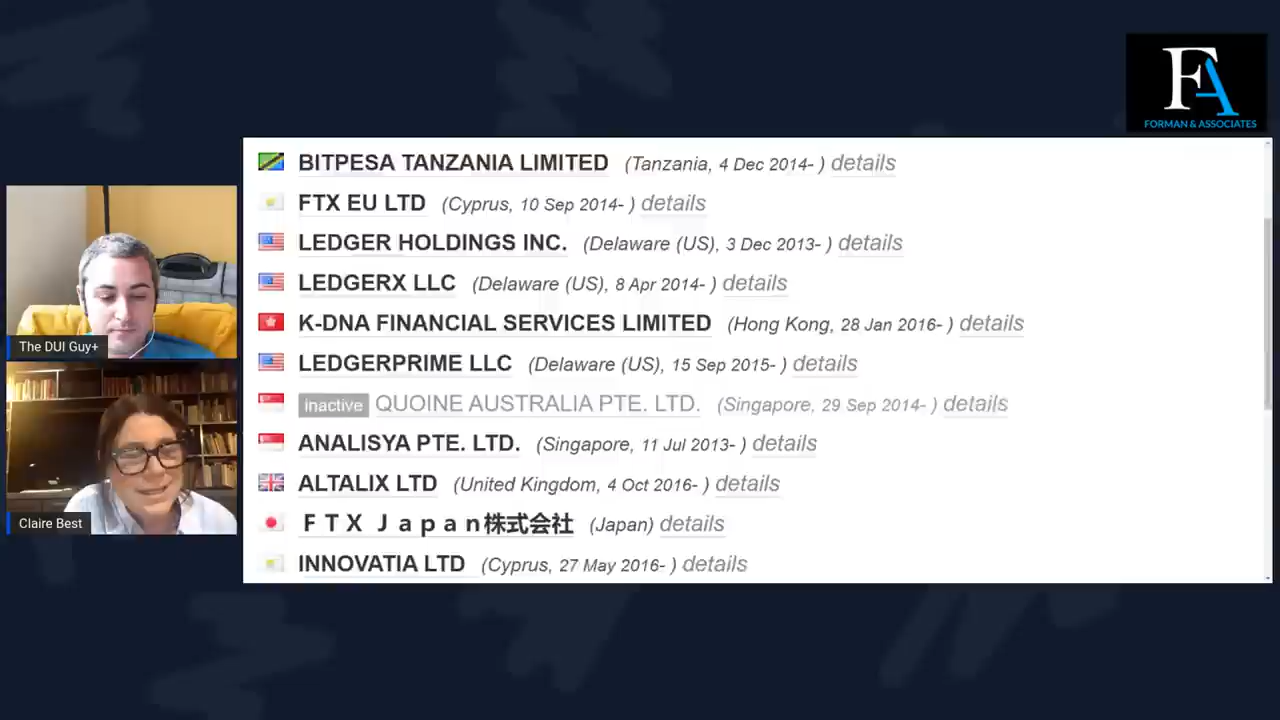 FA
FORMAN & ASSOCIATES
BITPESA TANZANIA LIMITED (Tanzania, 4 Dec 2014- ) details
FTX EU LTD (Cyprus, 10 Sep 2014- ) details
LEDGER HOLDINGS INC. (Delaware (US), 3 Dec 2013- ) details
LEDGERX LLC (Delaware (US), 8 Apr 2014- ) details
K-DNA FINANCIAL SERVICES LIMITED (Hong Kong, 28 Jan 2016- ) details
LEDGERPRIME LLC (Delaware (US), 15 Sep 2015- ) details
inactive QUOINE AUSTRALIA PTE. LTD. (Singapore, 29 Sep 2014- ) details
ANALISYA PTE. LTD. (Singapore, 11 Jul 2013- ) details
ALTALIX LTD (United Kingdom, 4 Oct 2016- ) details
ＦＴＸ Ｊａｐａｎ株式会社 (Japan) details
INNOVATIA LTD (Cyprus, 27 May 2016- ) details
The DUI Guy+
Claire Best